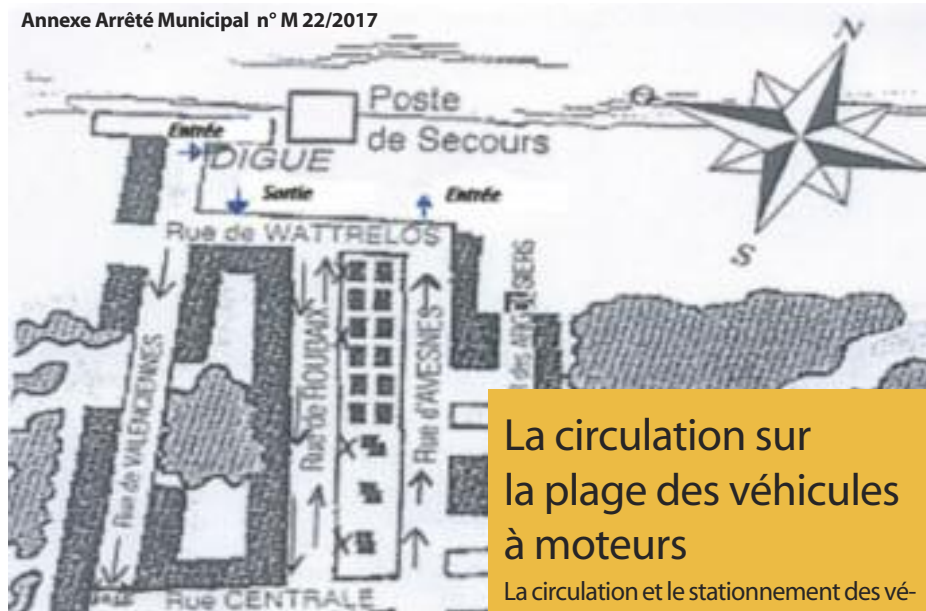 Annexe Arrêté Municipal n° M 22/2017
N
Poste
de Secours
Entrée
DIGUE
Sortie
Entrée
Rue de WATTRELOS
S
Rue de VALENCIENNES
Rue de ROUBAIX
Rue d'AVESNES
des
Rue CENTRALE
La circulation sur
la plage des véhicules
à moteurs
La circulation et le stationnement des vé-